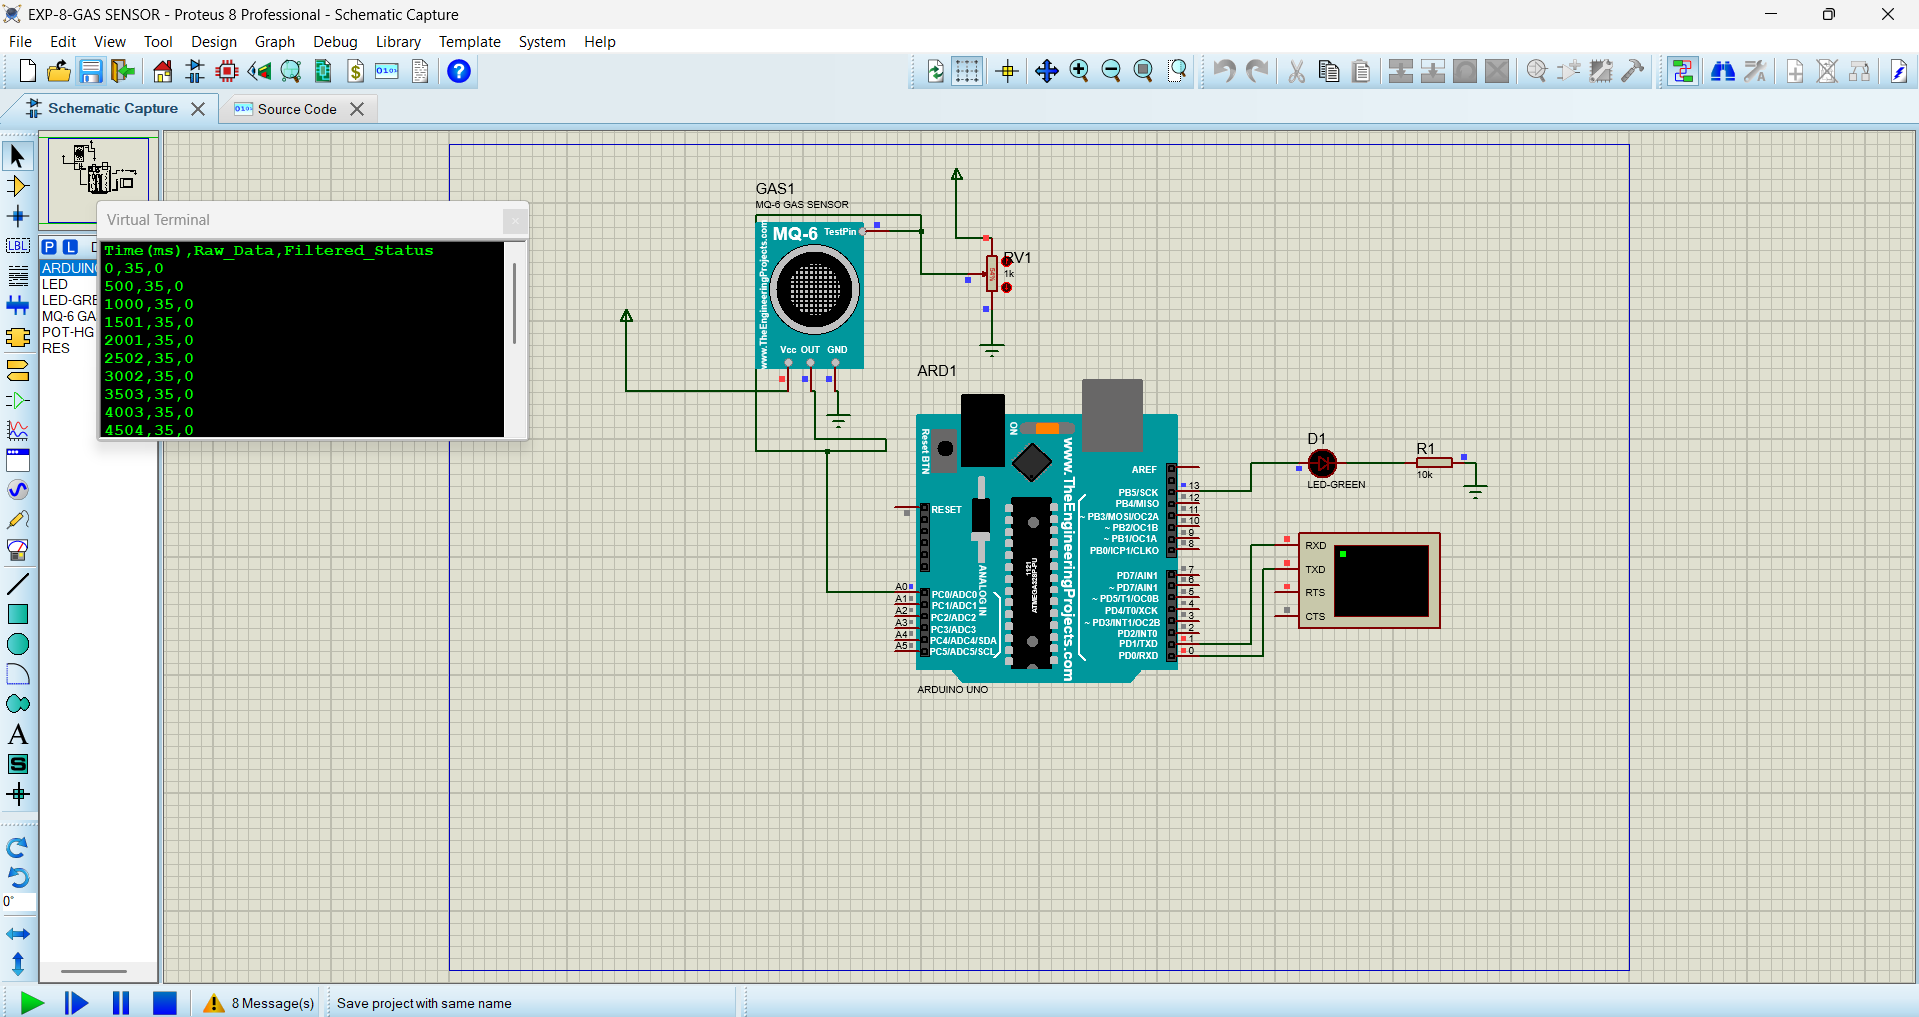 EXP-8-GAS SENSOR - Proteus 8 Professional - Schematic Capture
File Edit View Tool Design Graph Debug Library Template System Help
Schematic Capture
Source Code
P L
ARDUINO
LED
LED-GRE
MQ-6 GA
POT-HG
RES
Virtual Terminal
Time(ms),Raw_Data,Filtered_Status
0,35,0
500,35,0
1000,35,0
1501,35,0
2001,35,0
2502,35,0
3002,35,0
3503,35,0
4003,35,0
4504,35,0
GAS1
MQ-6 GAS SENSOR
MQ-6 TestPin
www.TheEngineeringProjects.com
Vcc OUT GND
RV1
1k
ARD1
Reset BTN
ON
www.TheEngineeringProjects.com
AREF
PB5/SCK 13
PB4/MISO 12
~ PB3/MOSI/OC2A 11
~ PB2/OC1B 10
~ PB1/OC1A 9
PB0/ICP1/CLKO 8
PD7/AIN1 7
~ PD7/AIN1 6
~ PD5/T1/OC0B 5
PD4/T0/XCK 4
~ PD3/INT1/OC2B 3
PD2/INT0 2
PD1/TXD 1
PD0/RXD 0
RESET
ANALOG IN
1121
ATMEGA328P-PU
A0 PC0/ADC0
A1 PC1/ADC1
A2 PC2/ADC2
A3 PC3/ADC3
A4 PC4/ADC4/SDA
A5 PC5/ADC5/SCL
ARDUINO UNO
D1
LED-GREEN
R1
10k
RXD
TXD
RTS
CTS
LBL
A
S
0°
8 Message(s)
Save project with same name